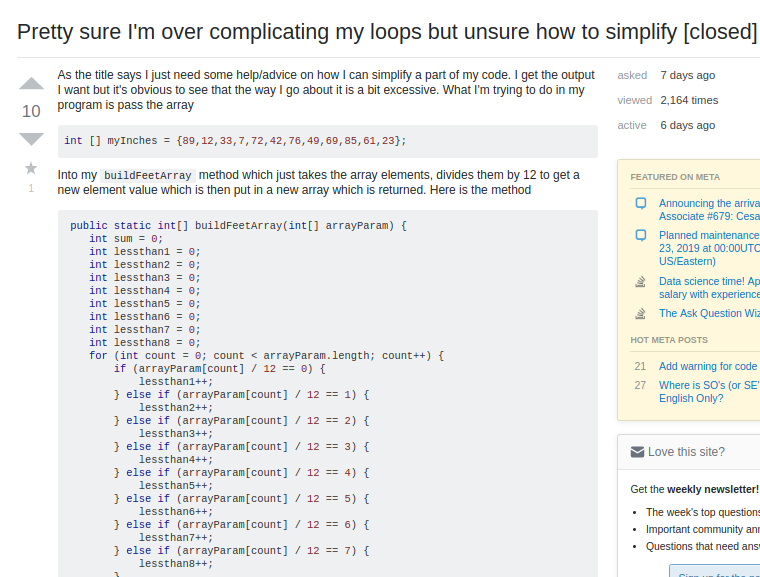 Pretty sure I'm over complicating my loops but unsure how to simplify [closed]
10
1
As the title says I just need some help/advice on how I can simplify a part of my code. I get the output
I want but it's obvious to see that the way I go about it is a bit excessive. What I'm trying to do in my
program is pass the array
int [] myInches = {89,12,33,7,72,42,76,49,69,85,61,23};
Into my buildFeetArray method which just takes the array elements, divides them by 12 to get a
new element value which is then put in a new array which is returned. Here is the method
public static int[] buildFeetArray(int[] arrayParam) {
int sum = 0;
int lessthan1 = 0;
int lessthan2 = 0;
int lessthan3 = 0;
int lessthan4 = 0;
int lessthan5 = 0;
int lessthan6 = 0;
int lessthan7 = 0;
int lessthan8 = 0;
for (int count = 0; count < arrayParam.length; count++) {
if (arrayParam[count] / 12 == 0) {
lessthan1++;
} else if (arrayParam[count] / 12 == 1) {
lessthan2++;
} else if (arrayParam[count] / 12 == 2) {
lessthan3++;
} else if (arrayParam[count] / 12 == 3) {
lessthan4++;
} else if (arrayParam[count] / 12 == 4) {
lessthan5++;
} else if (arrayParam[count] / 12 == 5) {
lessthan6++;
} else if (arrayParam[count] / 12 == 6) {
lessthan7++;
} else if (arrayParam[count] / 12 == 7) {
lessthan8++;
}
asked 7 days ago
viewed 2,164 times
active 6 days ago
FEATURED ON META
Announcing the arriva
Associate #679: Cesa
Planned maintenance
23, 2019 at 00:00UTC
US/Eastern)
Data science time! Ap
salary with experience
The Ask Question Wiz
HOT META POSTS
21 Add warning for code
27 Where is SO's (or SE'
English Only?
Love this site?
Get the weekly newsletter!
• The week's top questions
• Important community ann
• Questions that need answ